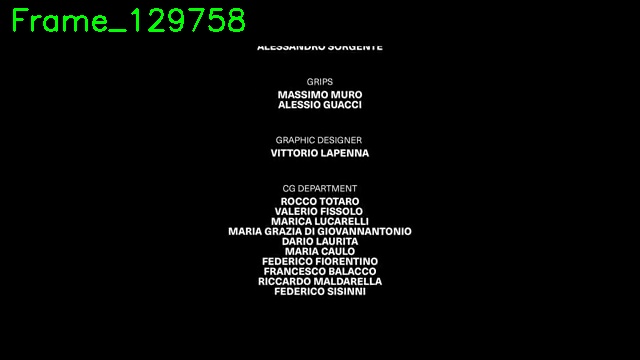 Frame_129758
ALESSANDRO SORGENTE
GRIPS
MASSIMO MURO
ALESSIO GUACCI
GRAPHIC DESIGNER
VITTORIO LAPENNA
CG DEPARTMENT
ROCCO TOTARO
VALERIO FISSOLO
MARICA LUCARELLI
MARIA GRAZIA DI GIOVANNANTONIO
DARIO LAURITA
MARIA CAULO
FEDERICO FIORENTINO
FRANCESCO BALACCO
RICCARDO MALDARELLA
FEDERICO SISINNI